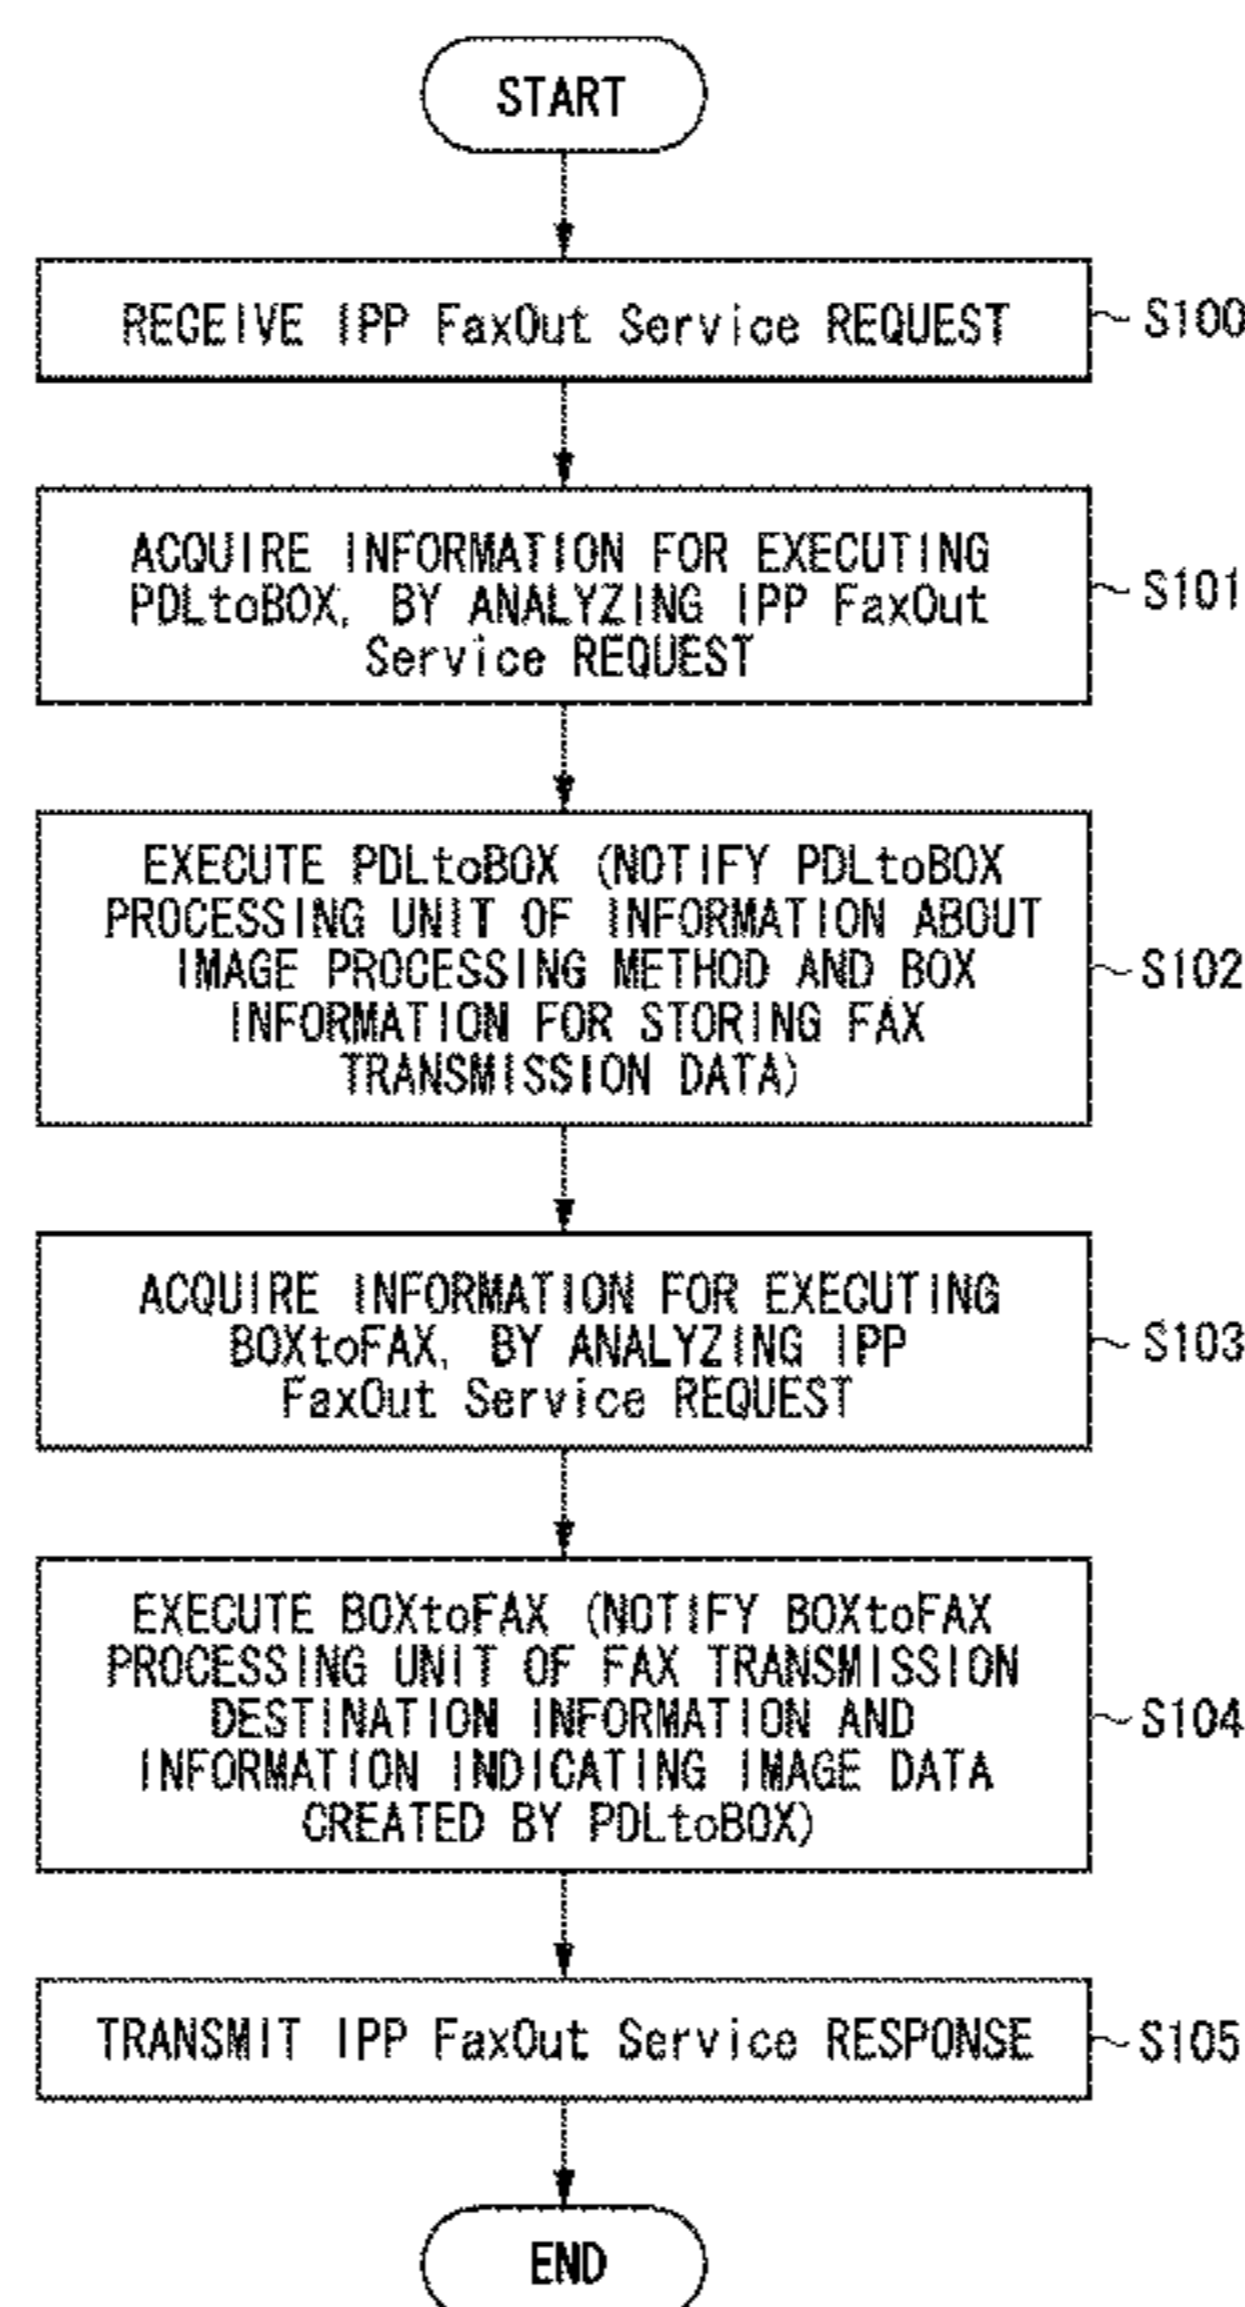 START
RECEIVE IPP FaxOut Service REQUEST
S100
ACQUIRE INFORMATION FOR EXECUTING
PDLtoBOX, BY ANALYZING IPP FaxOut
Service REQUEST
S101
EXECUTE PDLtoBOX (NOTIFY PDLtoBOX
PROCESSING UNIT OF INFORMATION ABOUT
IMAGE PROCESSING METHOD AND BOX
INFORMATION FOR STORING FAX
TRANSMISSION DATA)
S102
ACQUIRE INFORMATION FOR EXECUTING
BOXtoFAX, BY ANALYZING IPP
FaxOut Service REQUEST
S103
EXECUTE BOXtoFAX (NOTIFY BOXtoFAX
PROCESSING UNIT OF FAX TRANSMISSION
DESTINATION INFORMATION AND
INFORMATION INDICATING IMAGE DATA
CREATED BY PDLtoBOX)
S104
TRANSMIT IPP FaxOut Service RESPONSE
S105
END